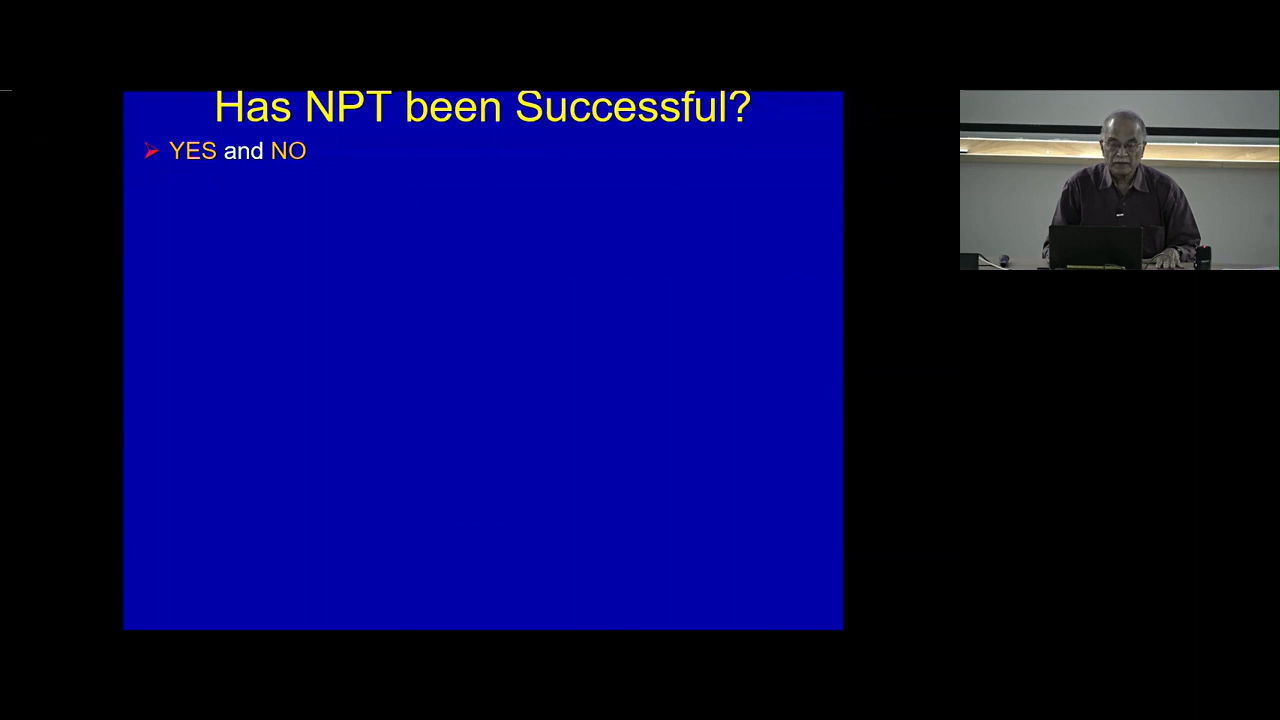 Has NPT been Successful?
YES and NO